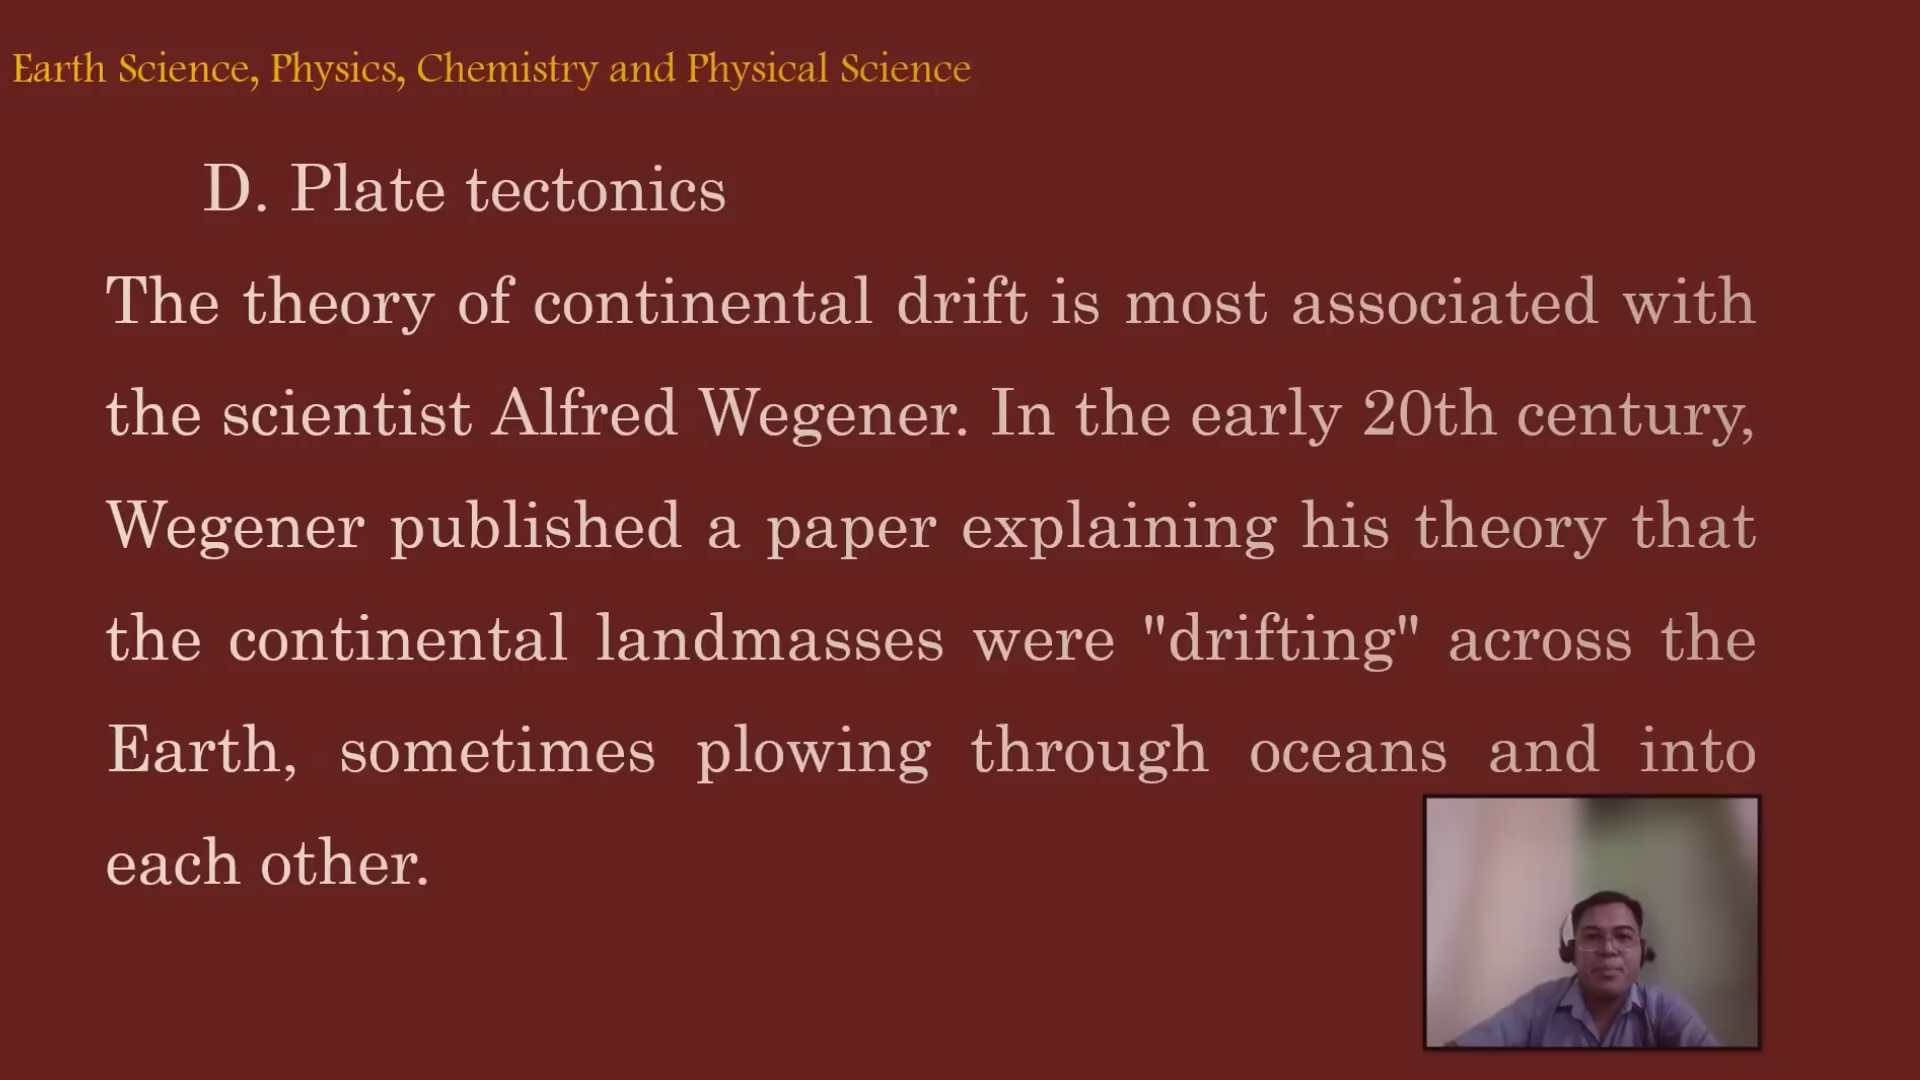 Earth Science, Physics, Chemistry and Physical Science
D. Plate tectonics
The theory of continental drift is most associated with
the scientist Alfred Wegener. In the early 20th century,
Wegener published a paper explaining his theory that
the continental landmasses were "drifting" across the
Earth, sometimes plowing through oceans and into
each other.